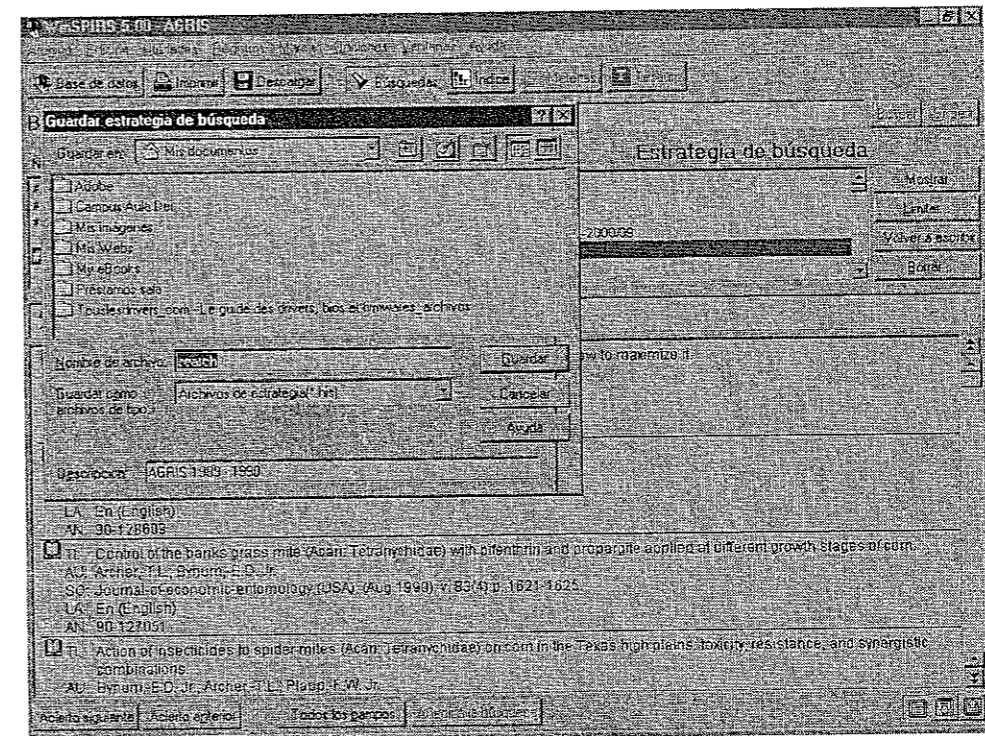 WinSPIRS 5.00 - AGRIS
Base de datos Imprimir Descargar Búsquedas Índice
Guardar estrategia de búsqueda
Guardar en: Mis documentos
Estrategia de búsqueda
Adobe
Campus Aula Dei
Mis imágenes
Mis Webs
My eBooks
Préstamos sala
Touslesdrivers_com - Le guide des drivers, bios et firmwares_archivos
Mostrar
Limitar
-2000/09
Volver a escribir
Borrar
Nombre de archivo: search
Guardar
ow to maximize it
Guardar como archivos de tipo:
Archivos de estrategia(*.his)
Cancelar
Ayuda
Descripción: AGRIS 1989 - 1990
LA: En (English)
AN: 90-128609
TI: Control of the banks grass mite (Acari: Tetranychidae) with bifenthrin and propargite applied at different growth stages of corn.
AU: Archer,-T.L.; Bynum,-E.D.-Jr.
SO: Journal-of-economic-entomology (USA). (Aug 1990). v. 83(4) p. 1621-1625.
LA: En (English)
AN: 90-127051
TI: Action of insecticides to spider mites (Acari: Tetranychidae) on corn in the Texas high plains: toxicity, resistance, and synergistic
combinations.
AU: Bynum,-E.D.-Jr.; Archer,-T.L.; Plapp,-F.W.-Jr.
Acierto siguiente Acierto anterior Todos los campos